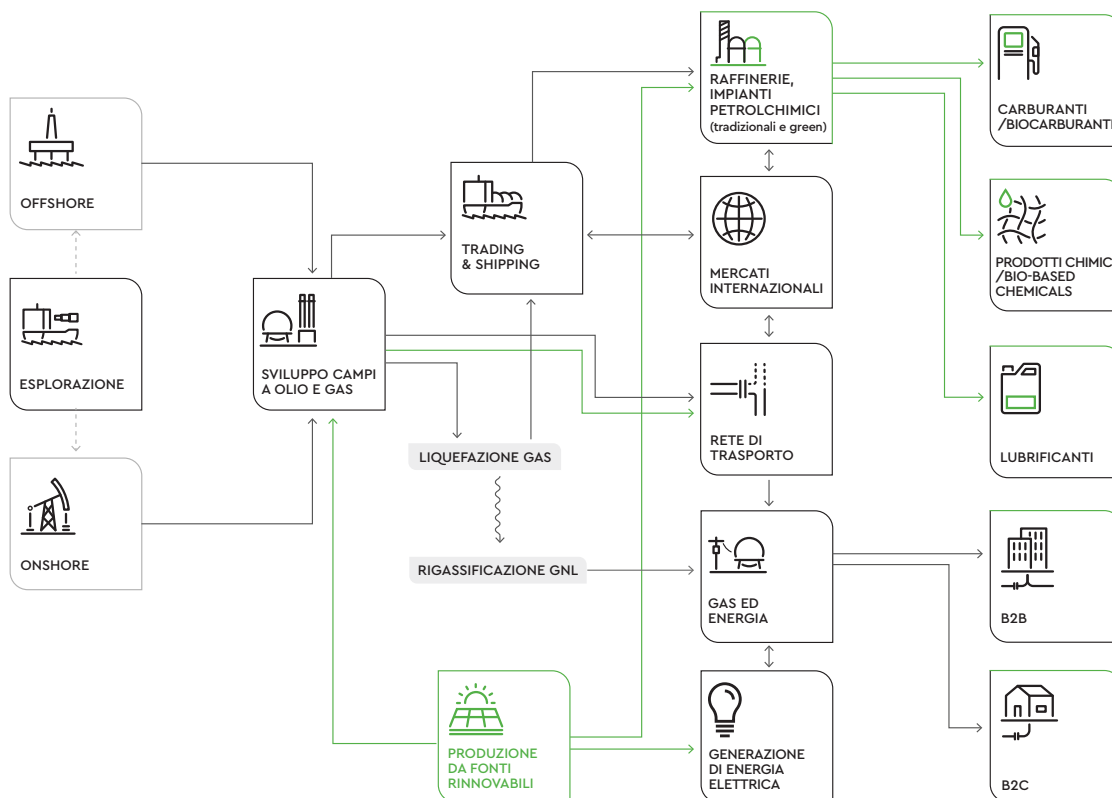 OFFSHORE
ESPLORAZIONE
ONSHORE
SVILUPPO CAMPI
A OLIO E GAS
TRADING
& SHIPPING
LIQUEFAZIONE GAS
RIGASSIFICAZIONE GNL
PRODUZIONE
DA FONTI
RINNOVABILI
RAFFINERIE,
IMPIANTI
PETROLCHIMICI
(tradizionali e green)
MERCATI
INTERNAZIONALI
RETE DI
TRASPORTO
GAS ED
ENERGIA
GENERAZIONE
DI ENERGIA
ELETTRICA
CARBURANTI
/BIOCARBURANTI
PRODOTTI CHIMIC
/BIO-BASED
CHEMICALS
LUBRIFICANTI
B2B
B2C